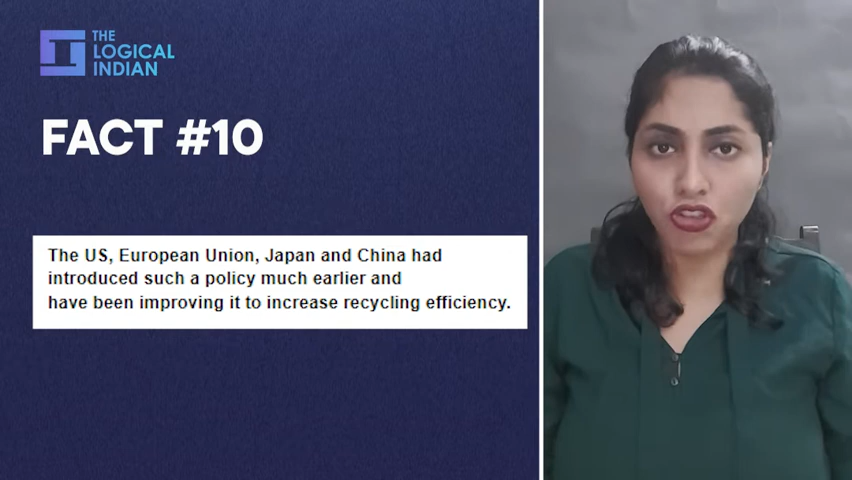 THE
LOGICAL
INDIAN
FACT #10
The US, European Union, Japan and China had
introduced such a policy much earlier and
have been improving it to increase recycling efficiency.